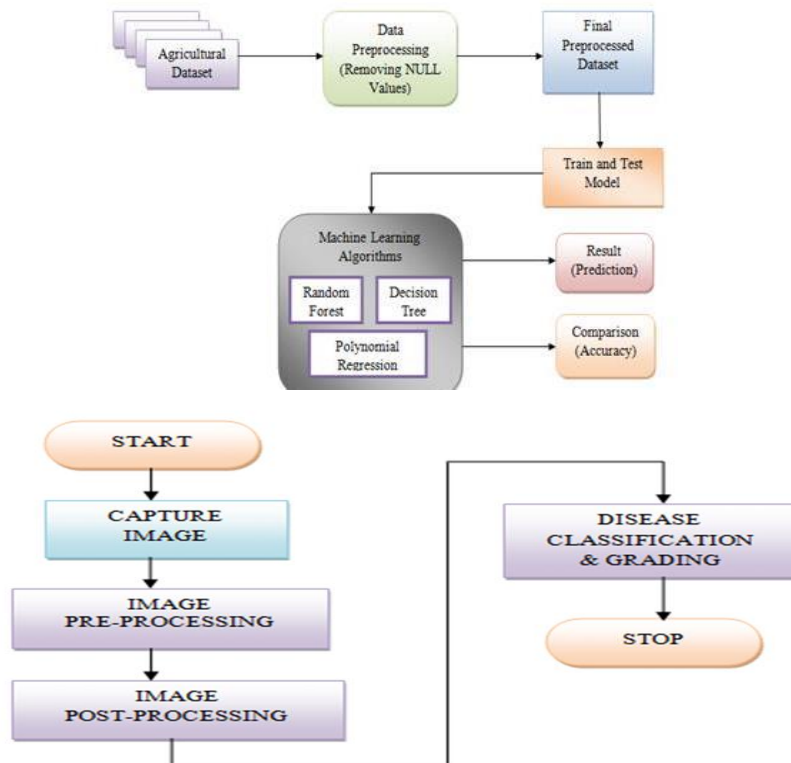 Agricultural
Dataset
Data
Preprocessing
(Removing NULL
Values)
Final
Preprocessed
Dataset
Train and Test
Model
Machine Learning
Algorithms
Random
Forest
Decision
Tree
Polynomial
Regression
Result
(Prediction)
Comparison
(Accuracy)
START
CAPTURE
IMAGE
IMAGE
PRE-PROCESSING
IMAGE
POST-PROCESSING
DISEASE
CLASSIFICATION
& GRADING
STOP